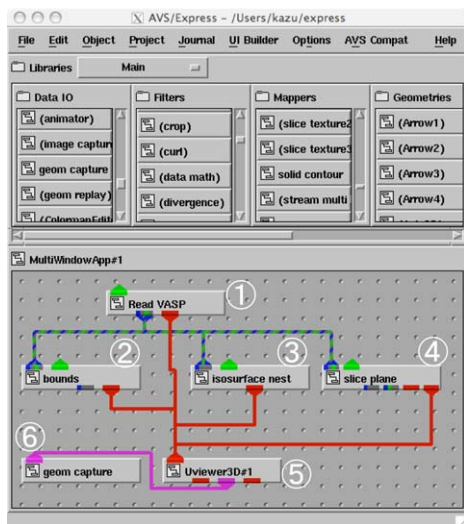 AVS/Express - /Users/kazu/express
File Edit Object Project Journal UI Builder Options AVS Compat Help
Libraries Main
Data IO Filters Mappers Geometries
(animator) (crop) (slice texture2 (Arrow1)
(image captur (curl) (slice texture3 (Arrow2)
geom capture (data math) solid contour (Arrow3)
(geom replay) (divergence) (stream multi (Arrow4)
(ColormanEdit
MultiWindowApp#1
Read VASP ①
② ③ ④
bounds isosurface nest slice plane
⑥
geom capture Uviewer3D#1 ⑤